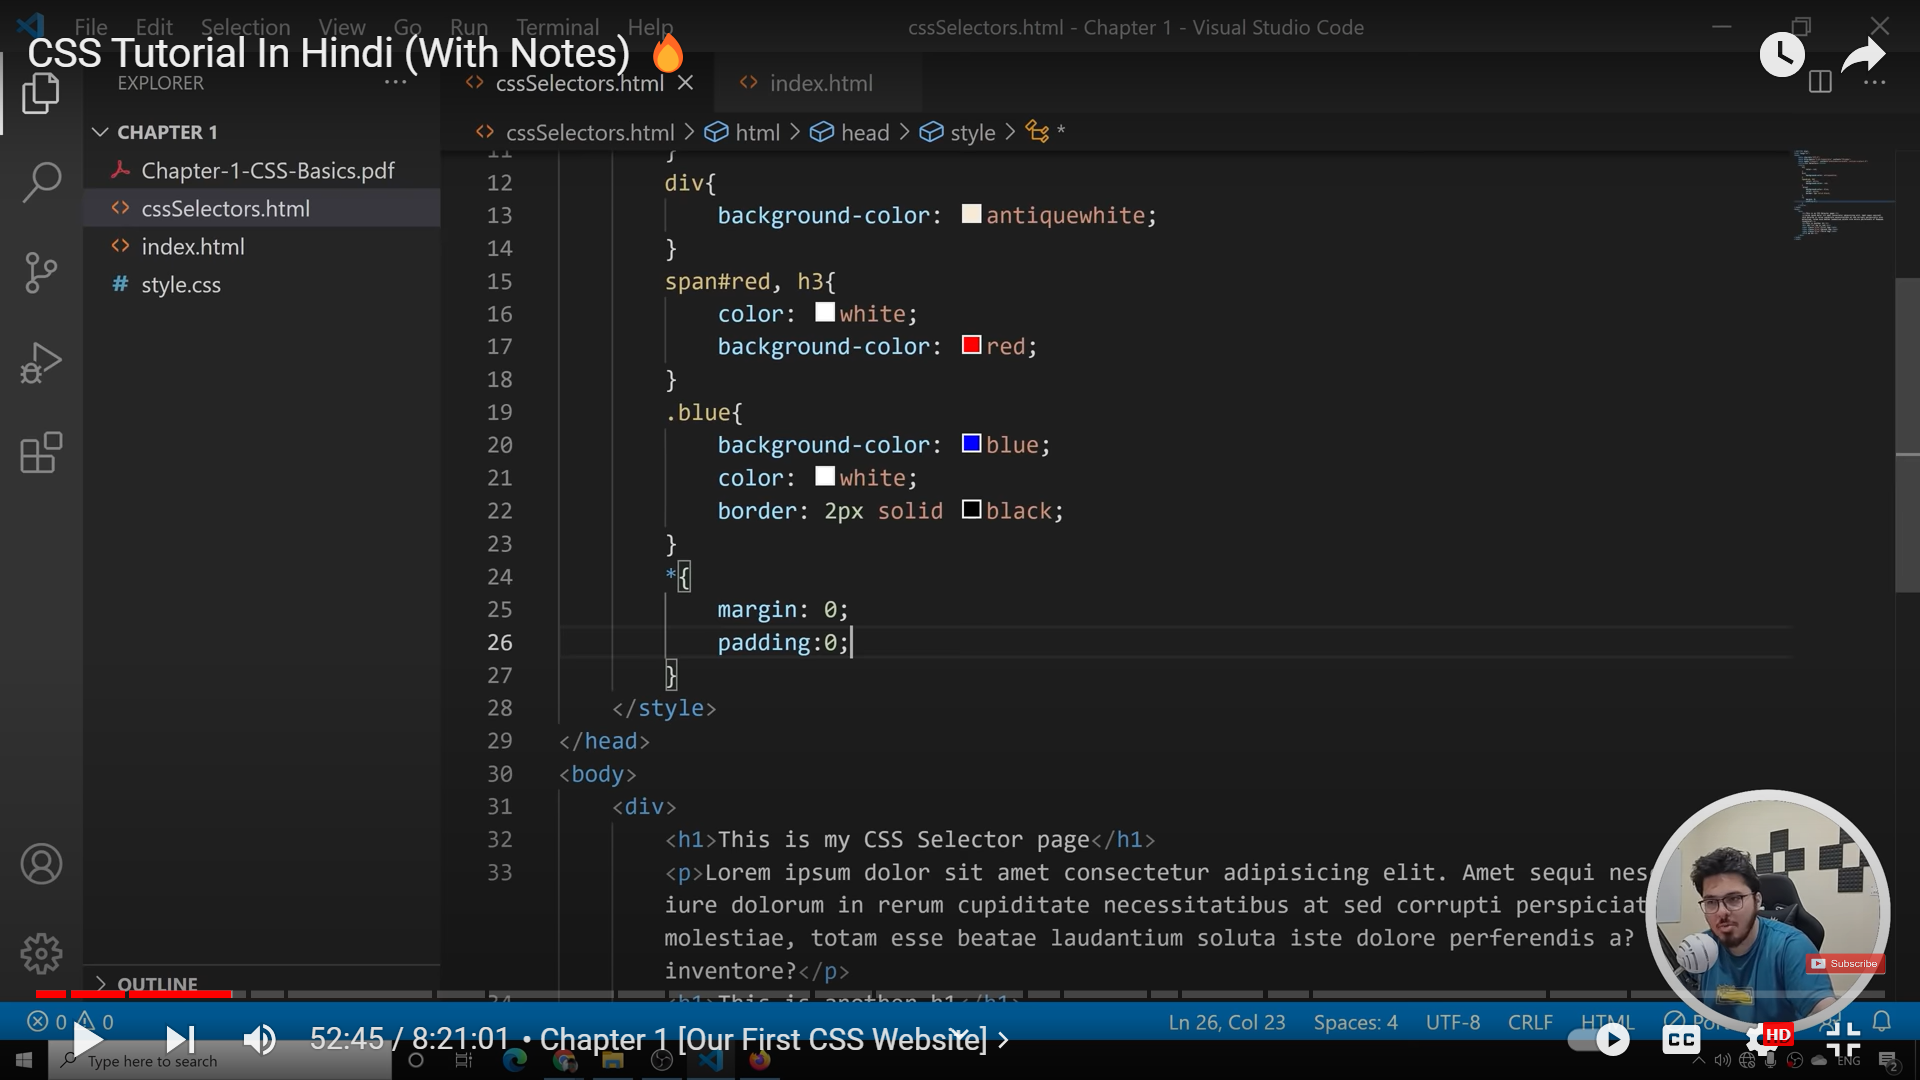 File Edit Selection View Go Run Terminal Help cssSelectors.html - Chapter 1 - Visual Studio Code
CSS Tutorial In Hindi (With Notes) 🔥
EXPLORER ···
cssSelectors.html
index.html
CHAPTER 1
Chapter-1-CSS-Basics.pdf
cssSelectors.html
index.html
style.css
OUTLINE
cssSelectors.html > html > head > style > *
11 }
12 div{
13 background-color: antiquewhite;
14 }
15 span#red, h3{
16 color: white;
17 background-color: red;
18 }
19 .blue{
20 background-color: blue;
21 color: white;
22 border: 2px solid black;
23 }
24 *{
25 margin: 0;
26 padding:0;
27 }
28 </style>
29 </head>
30 <body>
31 <div>
32 <h1>This is my CSS Selector page</h1>
33 <p>Lorem ipsum dolor sit amet consectetur adipisicing elit. Amet sequi nes
iure dolorum in rerum cupiditate necessitatibus at sed corrupti perspiciat
molestiae, totam esse beatae laudantium soluta iste dolore perferendis a?
inventore?</p>
34 <h1>This is another h1</h1>
Subscribe
0 0 Ln 26, Col 23 Spaces: 4 UTF-8 CRLF HTML
52:45 / 8:21:01 • Chapter 1 [Our First CSS Website] >
CC HD
Type here to search
ENG
2